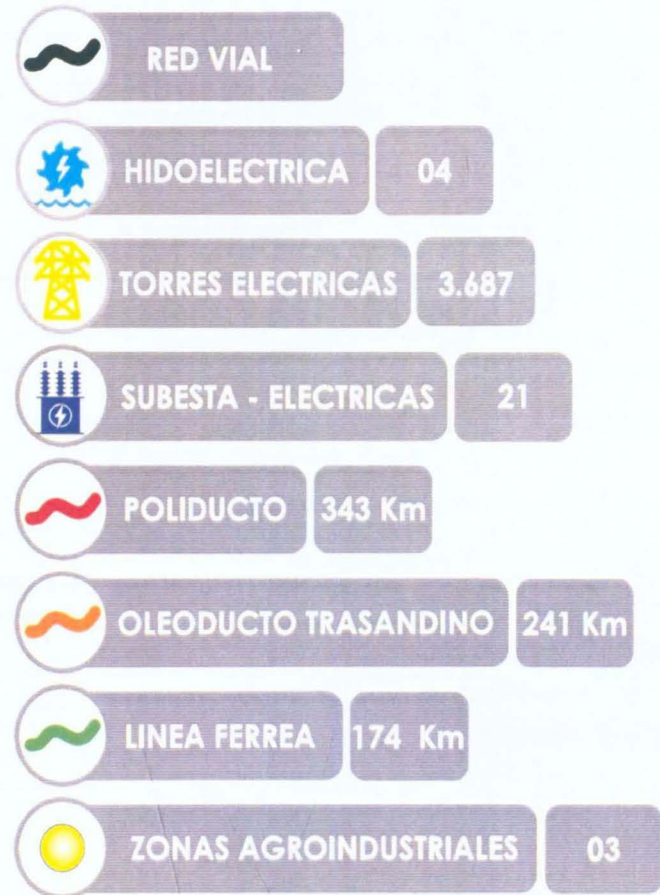 RED VIAL
HIDOELECTRICA 04
TORRES ELECTRICAS 3.687
SUBESTA - ELECTRICAS 21
POLIDUCTO 343 Km
OLEODUCTO TRASANDINO 241 Km
LINEA FERREA 174 Km
ZONAS AGROINDUSTRIALES 03